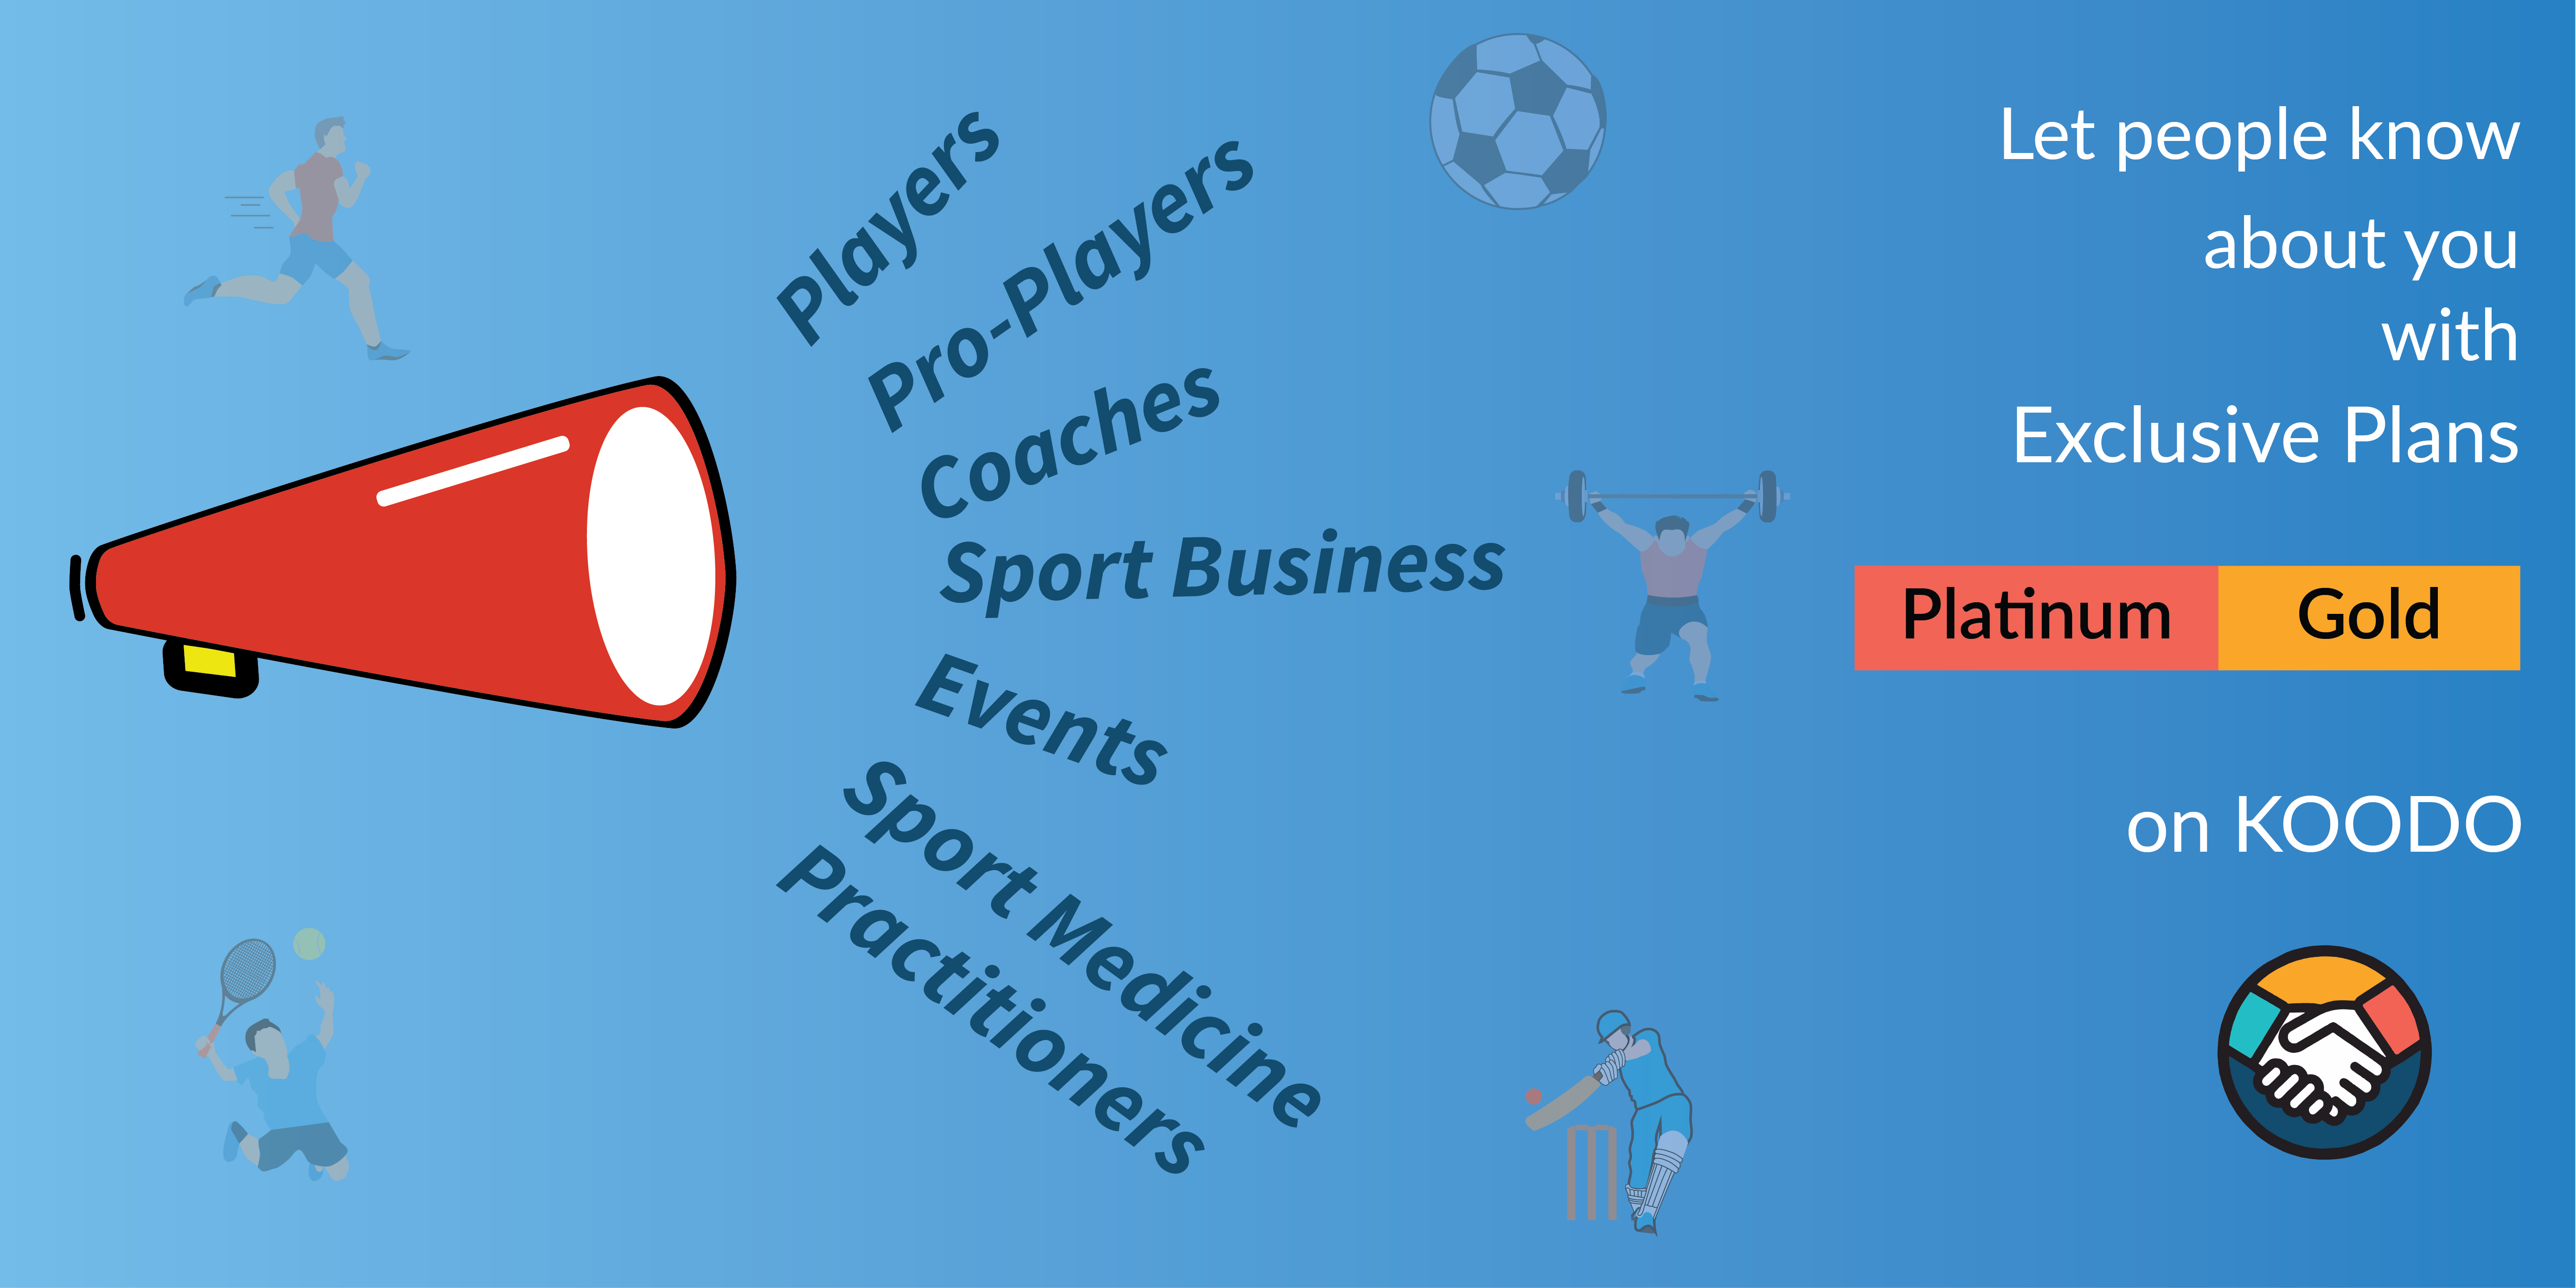 Players
Pro-Players
Coaches
Sport Business
Events
Sport Medicine
Practitioners
Let people know
about you
with
Exclusive Plans
Platinum Gold
on KOODO